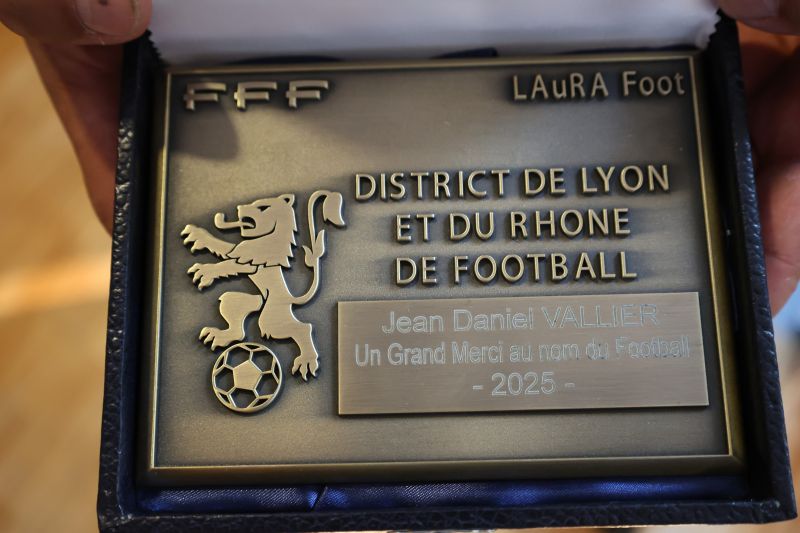 FFF
LAuRA Foot
DISTRICT DE LYON
ET DU RHONE
DE FOOTBALL
Jean Daniel VALLIER
Un Grand Merci au nom du Football
- 2025 -